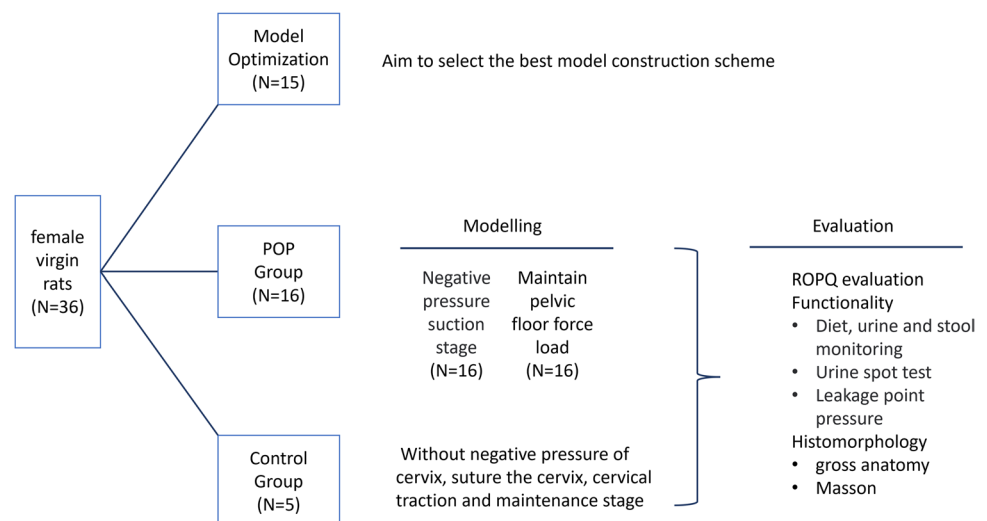 Model
Optimization
(N=15)
Aim to select the best model construction scheme
female
virgin
rats
(N=36)
POP
Group
(N=16)
Modelling
Negative
pressure
suction
stage
(N=16)
Maintain
pelvic
floor force
load
(N=16)
Control
Group
(N=5)
Without negative pressure of
cervix, suture the cervix, cervical
traction and maintenance stage
Evaluation
ROPQ evaluation
Functionality
• Diet, urine and stool
monitoring
• Urine spot test
• Leakage point
pressure
Histomorphology
• gross anatomy
• Masson